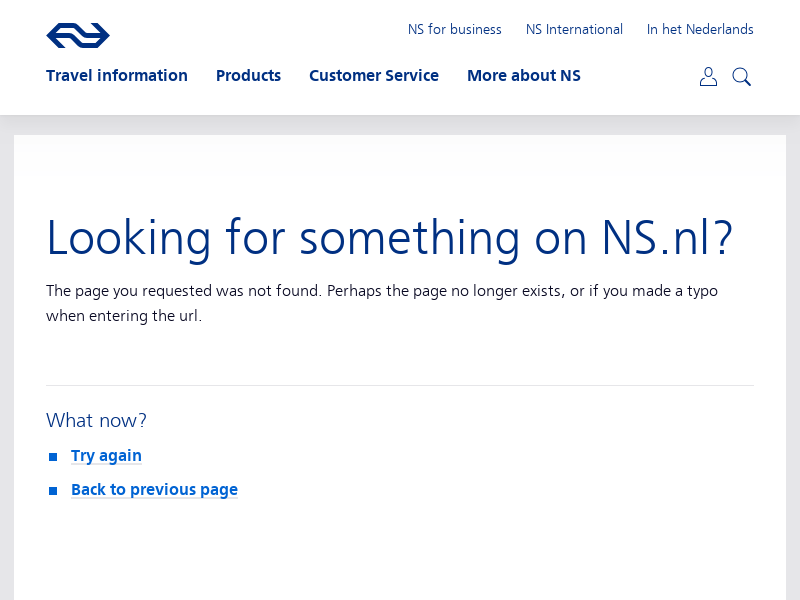 NS for business NS International In het Nederlands
Travel information Products Customer Service More about NS
Looking for something on NS.nl?
The page you requested was not found. Perhaps the page no longer exists, or if you made a typo
when entering the url.
What now?
Try again
Back to previous page